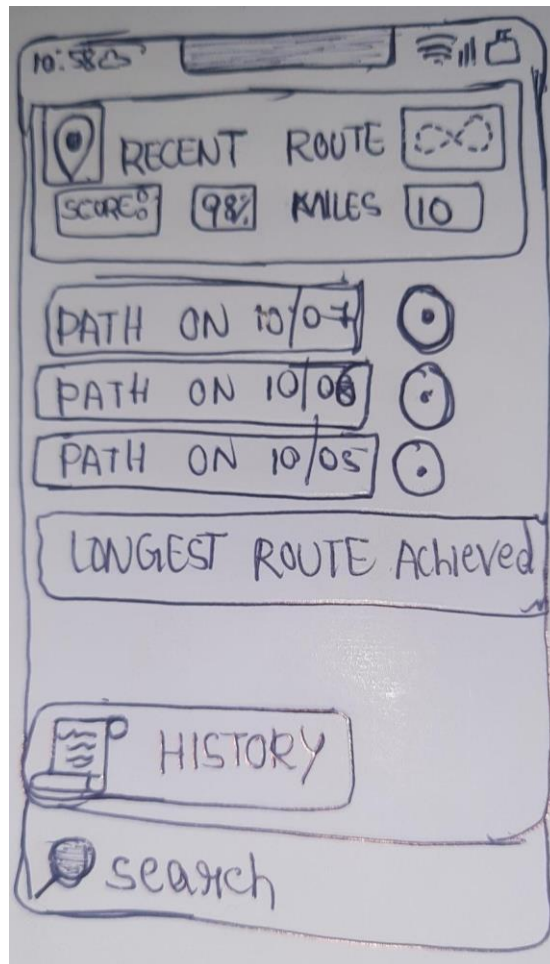 10:58
RECENT ROUTE
SCORE: 98% MILES 10
PATH ON 10/07
PATH ON 10/06
PATH ON 10/05
LONGEST ROUTE Achieved
HISTORY
search